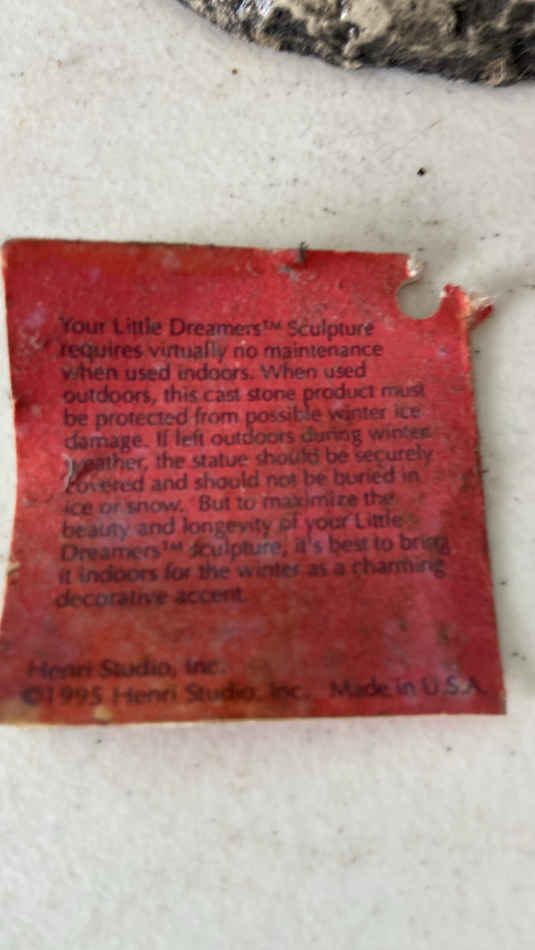 Your Little Dreamers™ Sculpture
requires virtually no maintenance
when used indoors. When used
outdoors, this cast stone product must
be protected from possible winter ice
damage. If left outdoors during winter
weather, the statue should be securely
covered and should not be buried in
ice or snow. But to maximize the
beauty and longevity of your Little
Dreamers™ sculpture, it's best to bring
it indoors for the winter as a charming
decorative accent.
Henri Studio, Inc.
©1995 Henri Studio, Inc. Made in U.S.A.